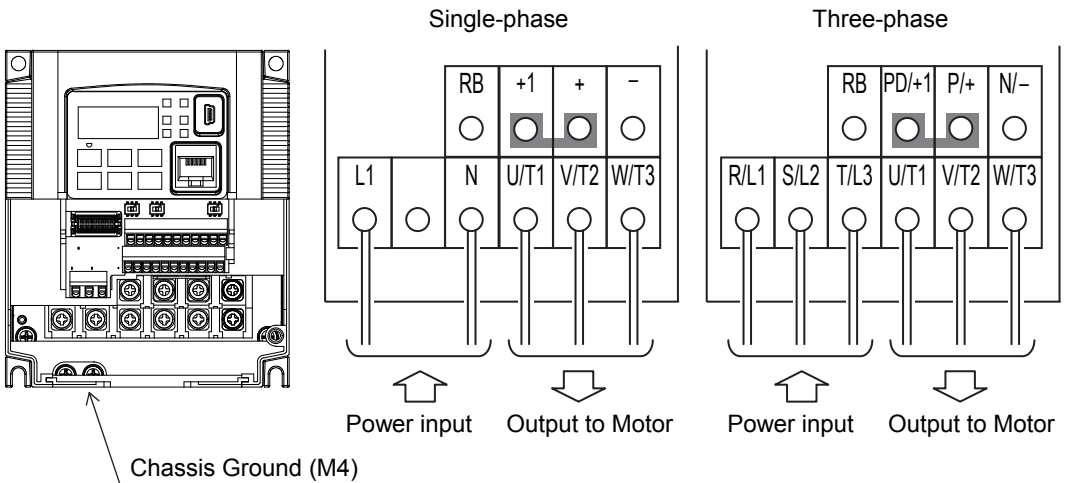 Single-phase
Three-phase
RB +1 + −
L1 N U/T1 V/T2 W/T3
RB PD/+1 P/+ N/−
R/L1 S/L2 T/L3 U/T1 V/T2 W/T3
Power input
Output to Motor
Power input
Output to Motor
Chassis Ground (M4)